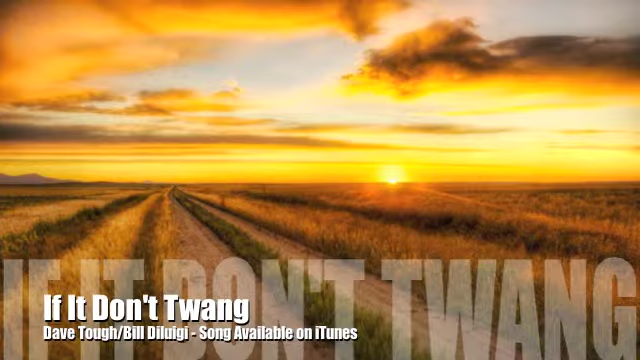 IF IT DON'T TWANG
If It Don't Twang
Dave Tough/Bill Diluigi - Song Available on iTunes